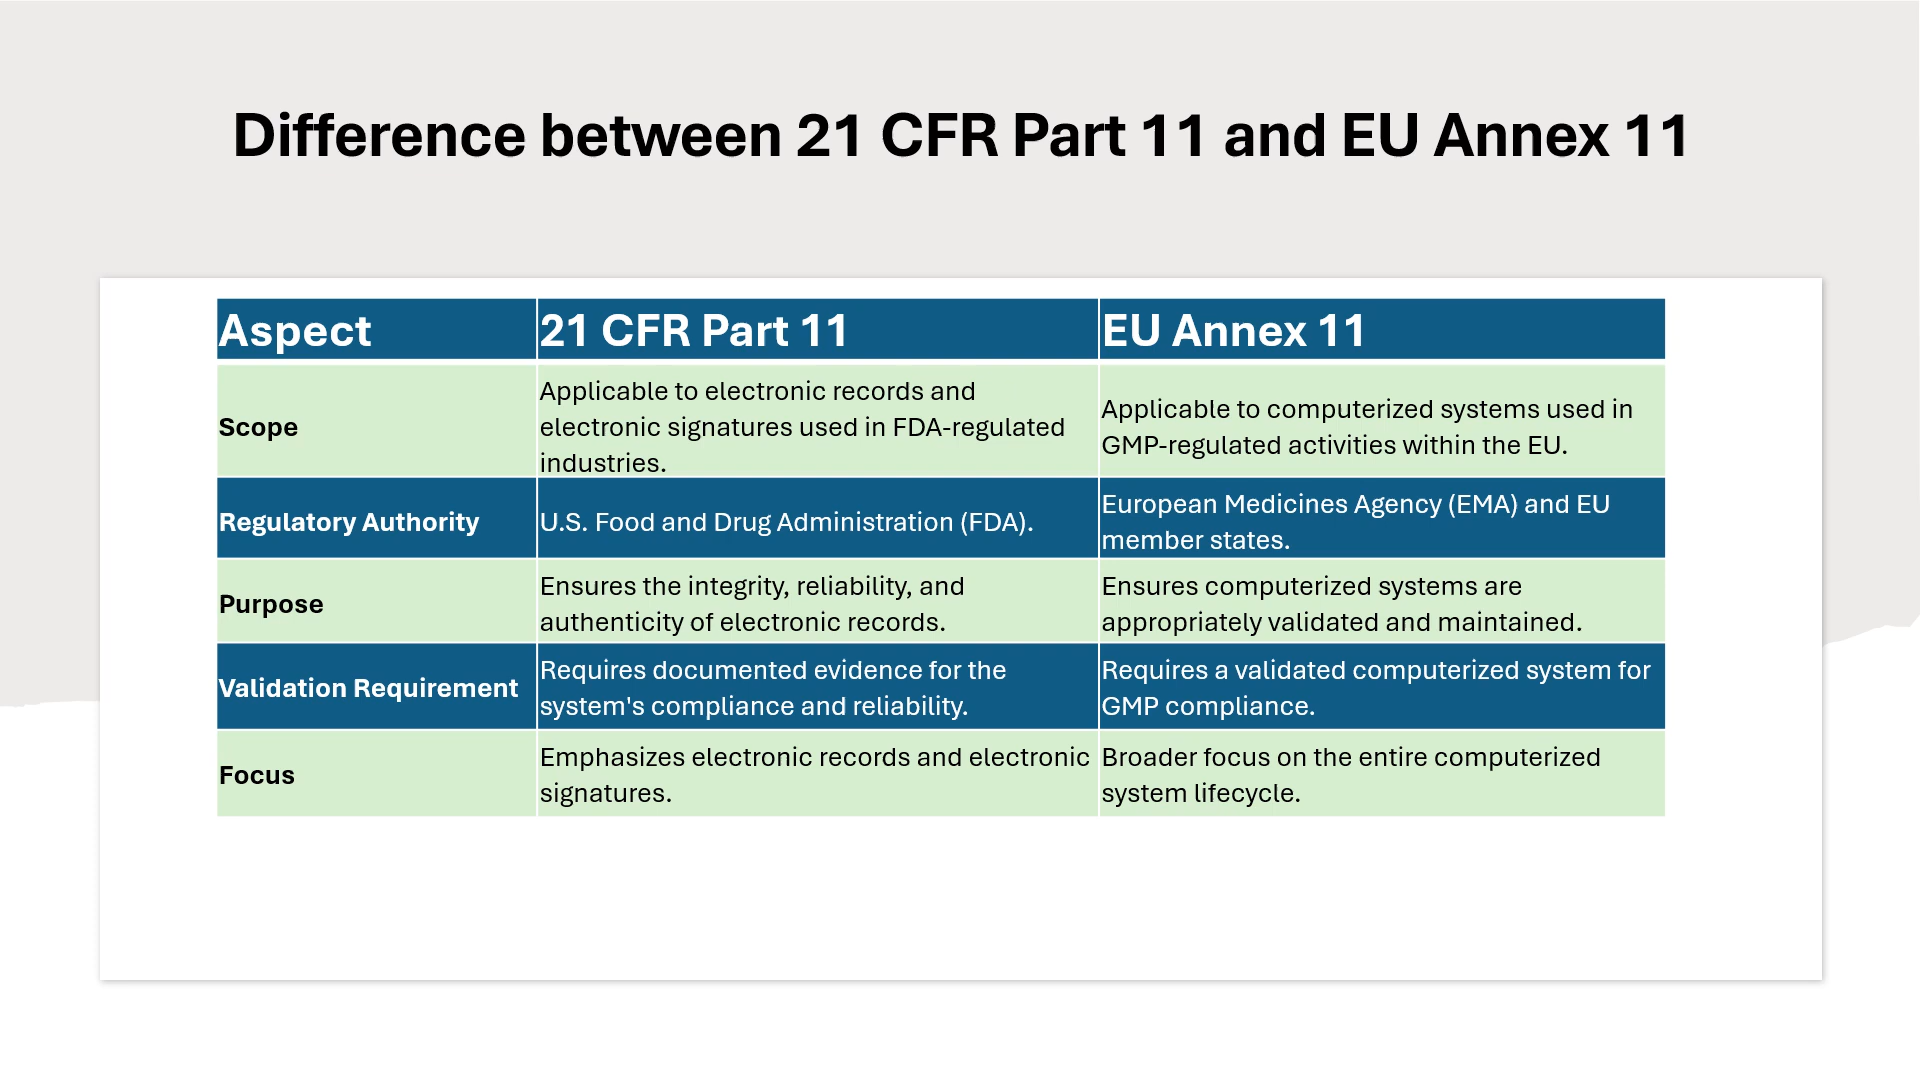 Difference between 21 CFR Part 11 and EU Annex 11
Aspect
21 CFR Part 11
EU Annex 11
Scope
Applicable to electronic records and
electronic signatures used in FDA-regulated
industries.
Applicable to computerized systems used in
GMP-regulated activities within the EU.
Regulatory Authority
U.S. Food and Drug Administration (FDA).
European Medicines Agency (EMA) and EU
member states.
Purpose
Ensures the integrity, reliability, and
authenticity of electronic records.
Ensures computerized systems are
appropriately validated and maintained.
Validation Requirement
Requires documented evidence for the
system's compliance and reliability.
Requires a validated computerized system for
GMP compliance.
Focus
Emphasizes electronic records and electronic
signatures.
Broader focus on the entire computerized
system lifecycle.